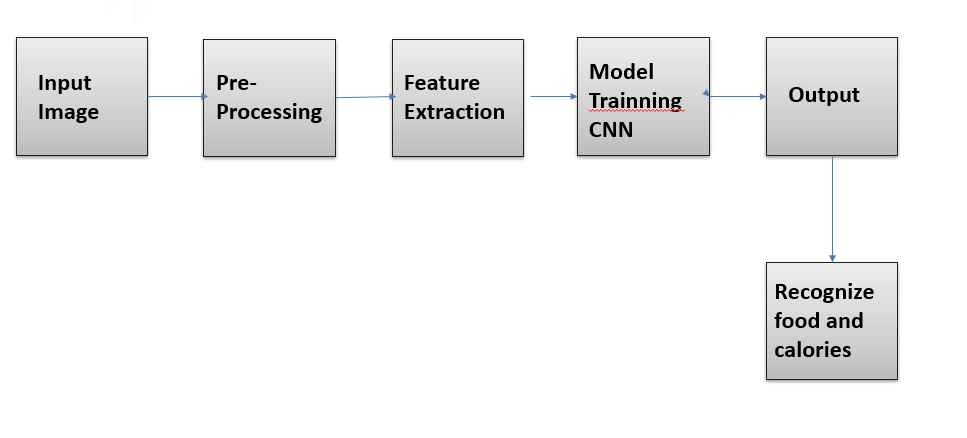 Input
Image
Pre-
Processing
Feature
Extraction
Model
Trainning
CNN
Output
Recognize
food and
calories